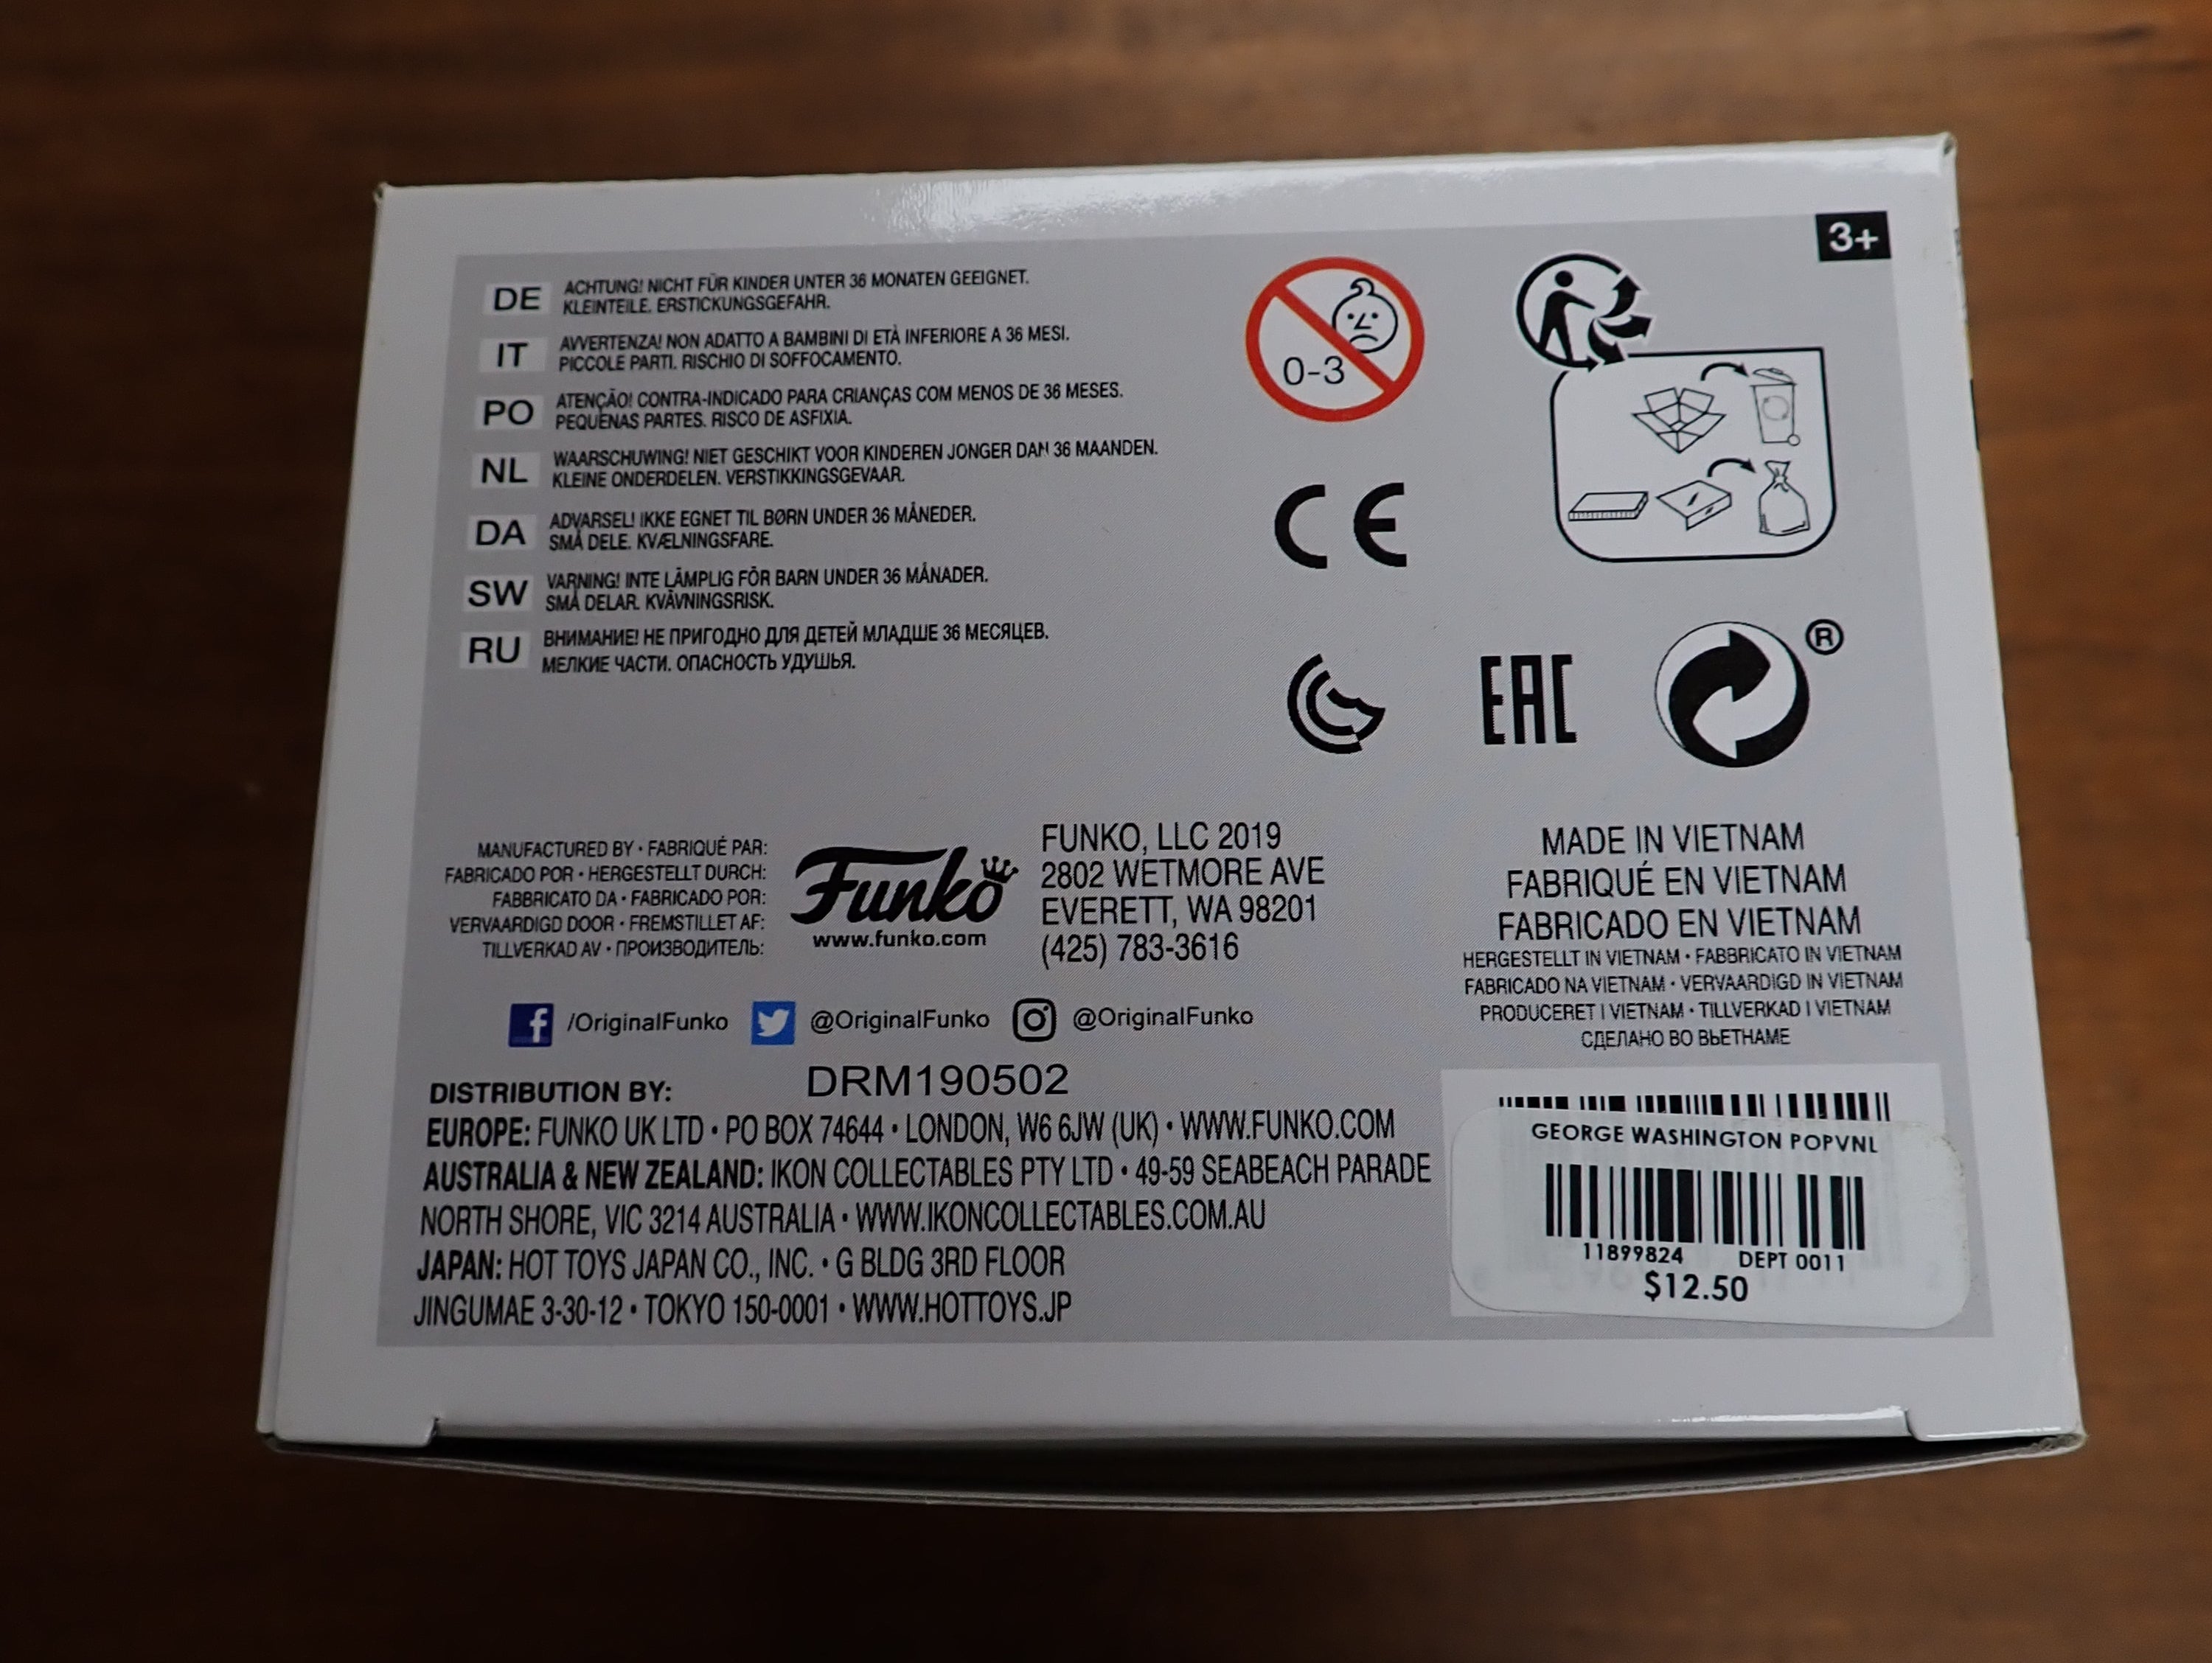 3+
DE ACHTUNG! NICHT FÜR KINDER UNTER 36 MONATEN GEEIGNET.
KLEINTEILE. ERSTICKUNGSGEFAHR.
IT AVVERTENZA! NON ADATTO A BAMBINI DI ETÀ INFERIORE A 36 MESI.
PICCOLE PARTI. RISCHIO DI SOFFOCAMENTO.
PO ATENÇÃO! CONTRA-INDICADO PARA CRIANÇAS COM MENOS DE 36 MESES.
PEQUENAS PARTES. RISCO DE ASFIXIA.
NL WAARSCHUWING! NIET GESCHIKT VOOR KINDEREN JONGER DAN 36 MAANDEN.
KLEINE ONDERDELEN. VERSTIKKINGSGEVAAR.
DA ADVARSEL! IKKE EGNET TIL BØRN UNDER 36 MÅNEDER.
SMÅ DELE. KVÆLNINGSFARE.
SW VARNING! INTE LÄMPLIG FÖR BARN UNDER 36 MÅNADER.
SMÅ DELAR. KVÄVNINGSRISK.
RU ВНИМАНИЕ! НЕ ПРИГОДНО ДЛЯ ДЕТЕЙ МЛАДШЕ 36 МЕСЯЦЕВ.
МЕЛКИЕ ЧАСТИ. ОПАСНОСТЬ УДУШЬЯ.
0-3
CE
EAC
®
MANUFACTURED BY • FABRIQUÉ PAR:
FABRICADO POR • HERGESTELLT DURCH:
FABBRICATO DA • FABRICADO POR:
VERVAARDIGD DOOR • FREMSTILLET AF:
TILLVERKAD AV • ПРОИЗВОДИТЕЛЬ:
Funko
www.funko.com
FUNKO, LLC 2019
2802 WETMORE AVE
EVERETT, WA 98201
(425) 783-3616
MADE IN VIETNAM
FABRIQUÉ EN VIETNAM
FABRICADO EN VIETNAM
HERGESTELLT IN VIETNAM • FABBRICATO IN VIETNAM
FABRICADO NA VIETNAM • VERVAARDIGD IN VIETNAM
PRODUCERET I VIETNAM • TILLVERKAD I VIETNAM
СДЕЛАНО ВО ВЬЕТНАМЕ
f /OriginalFunko @OriginalFunko @OriginalFunko
DISTRIBUTION BY: DRM190502
EUROPE: FUNKO UK LTD • PO BOX 74644 • LONDON, W6 6JW (UK) • WWW.FUNKO.COM
AUSTRALIA & NEW ZEALAND: IKON COLLECTABLES PTY LTD • 49-59 SEABEACH PARADE
NORTH SHORE, VIC 3214 AUSTRALIA • WWW.IKONCOLLECTABLES.COM.AU
JAPAN: HOT TOYS JAPAN CO., INC. • G BLDG 3RD FLOOR
JINGUMAE 3-30-12 • TOKYO 150-0001 • WWW.HOTTOYS.JP
GEORGE WASHINGTON POPVNL
11899824 DEPT 0011
$12.50